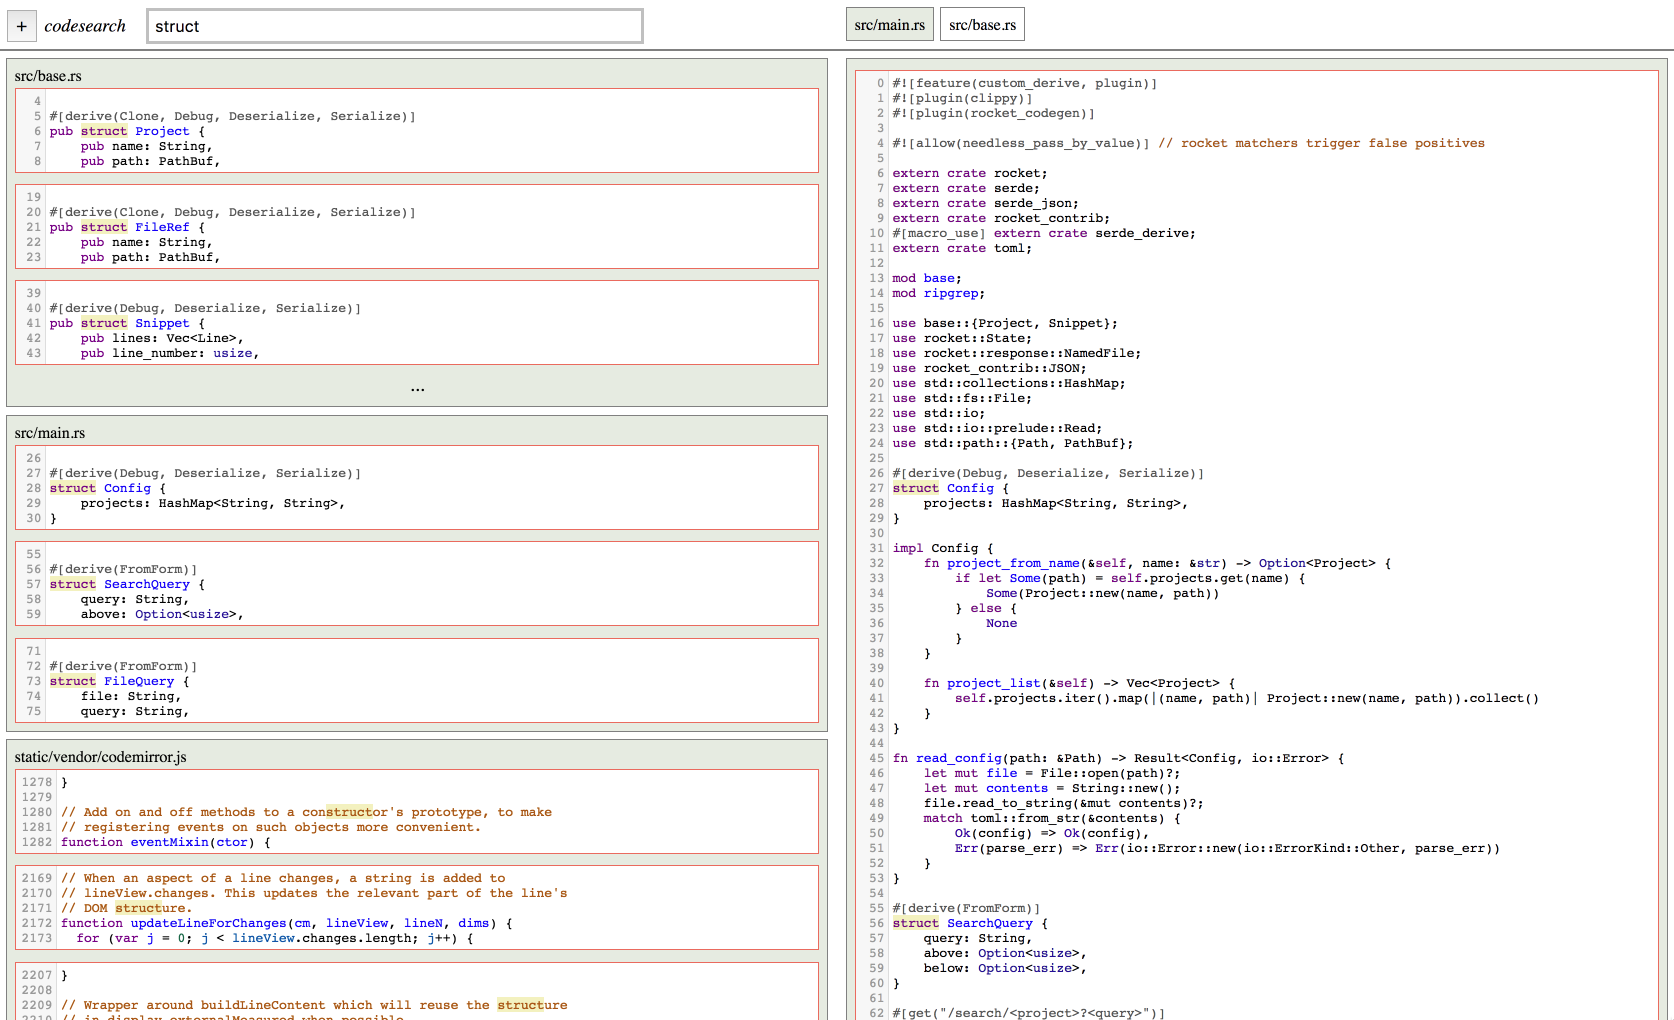 + codesearch struct
src/main.rs src/base.rs
src/base.rs
4
5 #[derive(Clone, Debug, Deserialize, Serialize)]
6 pub struct Project {
7     pub name: String,
8     pub path: PathBuf,
19
20 #[derive(Clone, Debug, Deserialize, Serialize)]
21 pub struct FileRef {
22     pub name: String,
23     pub path: PathBuf,
39
40 #[derive(Debug, Deserialize, Serialize)]
41 pub struct Snippet {
42     pub lines: Vec<Line>,
43     pub line_number: usize,
...
src/main.rs
26
27 #[derive(Debug, Deserialize, Serialize)]
28 struct Config {
29     projects: HashMap<String, String>,
30 }
55
56 #[derive(FromForm)]
57 struct SearchQuery {
58     query: String,
59     above: Option<usize>,
71
72 #[derive(FromForm)]
73 struct FileQuery {
74     file: String,
75     query: String,
static/vendor/codemirror.js
1278 }
1279
1280 // Add on and off methods to a constructor's prototype, to make
1281 // registering events on such objects more convenient.
1282 function eventMixin(ctor) {
2169 // When an aspect of a line changes, a string is added to
2170 // lineView.changes. This updates the relevant part of the line's
2171 // DOM structure.
2172 function updateLineForChanges(cm, lineView, lineN, dims) {
2173   for (var j = 0; j < lineView.changes.length; j++) {
2207 }
2208
2209 // Wrapper around buildLineContent which will reuse the structure
2210 // in display.externalMeasured when possible.
0 #![feature(custom_derive, plugin)]
1 #![plugin(clippy)]
2 #![plugin(rocket_codegen)]
3
4 #![allow(needless_pass_by_value)] // rocket matchers trigger false positives
5
6 extern crate rocket;
7 extern crate serde;
8 extern crate serde_json;
9 extern crate rocket_contrib;
10 #[macro_use] extern crate serde_derive;
11 extern crate toml;
12
13 mod base;
14 mod ripgrep;
15
16 use base::{Project, Snippet};
17 use rocket::State;
18 use rocket::response::NamedFile;
19 use rocket_contrib::JSON;
20 use std::collections::HashMap;
21 use std::fs::File;
22 use std::io;
23 use std::io::prelude::Read;
24 use std::path::{Path, PathBuf};
25
26 #[derive(Debug, Deserialize, Serialize)]
27 struct Config {
28     projects: HashMap<String, String>,
29 }
30
31 impl Config {
32     fn project_from_name(&self, name: &str) -> Option<Project> {
33         if let Some(path) = self.projects.get(name) {
34             Some(Project::new(name, path))
35         } else {
36             None
37         }
38     }
39
40     fn project_list(&self) -> Vec<Project> {
41         self.projects.iter().map(|(name, path)| Project::new(name, path)).collect()
42     }
43 }
44
45 fn read_config(path: &Path) -> Result<Config, io::Error> {
46     let mut file = File::open(path)?;
47     let mut contents = String::new();
48     file.read_to_string(&mut contents)?;
49     match toml::from_str(&contents) {
50         Ok(config) => Ok(config),
51         Err(parse_err) => Err(io::Error::new(io::ErrorKind::Other, parse_err))
52     }
53 }
54
55 #[derive(FromForm)]
56 struct SearchQuery {
57     query: String,
58     above: Option<usize>,
59     below: Option<usize>,
60 }
61
62 #[get("/search/<project>?<query>")]